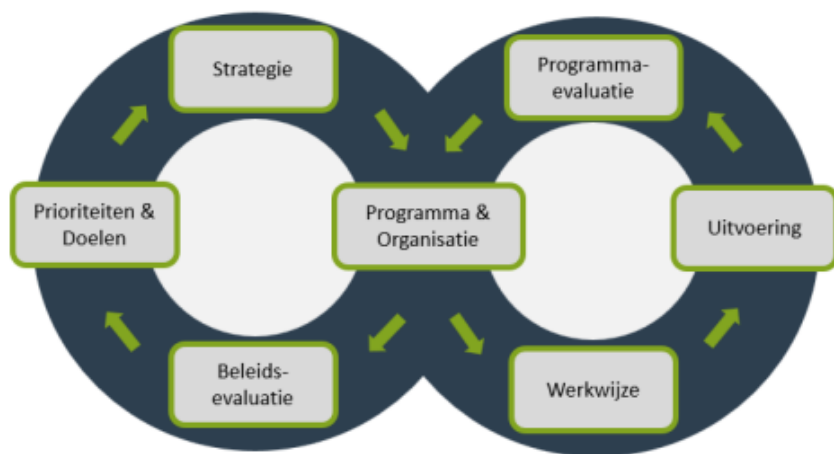 Strategie
Programma-
evaluatie
Prioriteiten &
Doelen
Programma &
Organisatie
Uitvoering
Beleids-
evaluatie
Werkwijze